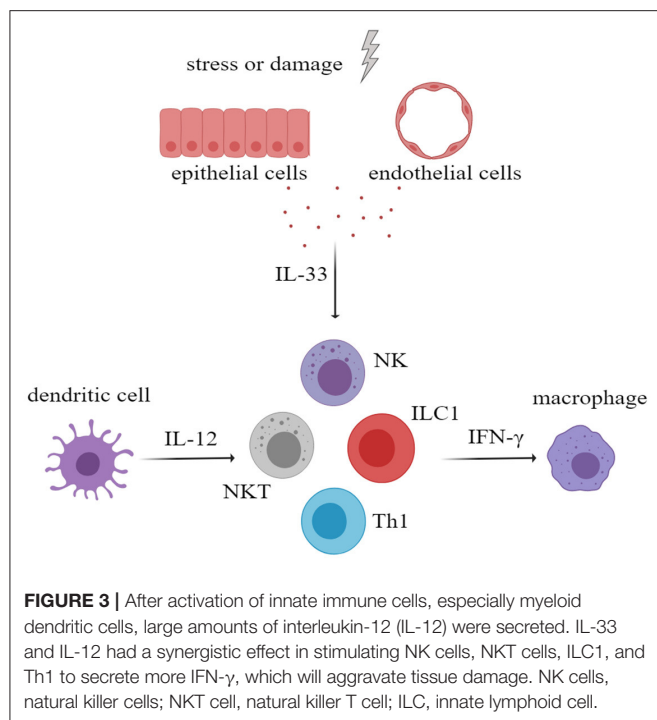 stress or damage
epithelial cells
endothelial cells
IL-33
NK
dendritic cell
ILC1
macrophage
IL-12
IFN-γ
NKT
Th1
FIGURE 3 | After activation of innate immune cells, especially myeloid
dendritic cells, large amounts of interleukin-12 (IL-12) were secreted. IL-33
and IL-12 had a synergistic effect in stimulating NK cells, NKT cells, ILC1, and
Th1 to secrete more IFN-γ, which will aggravate tissue damage. NK cells,
natural killer cells; NKT cell, natural killer T cell; ILC, innate lymphoid cell.